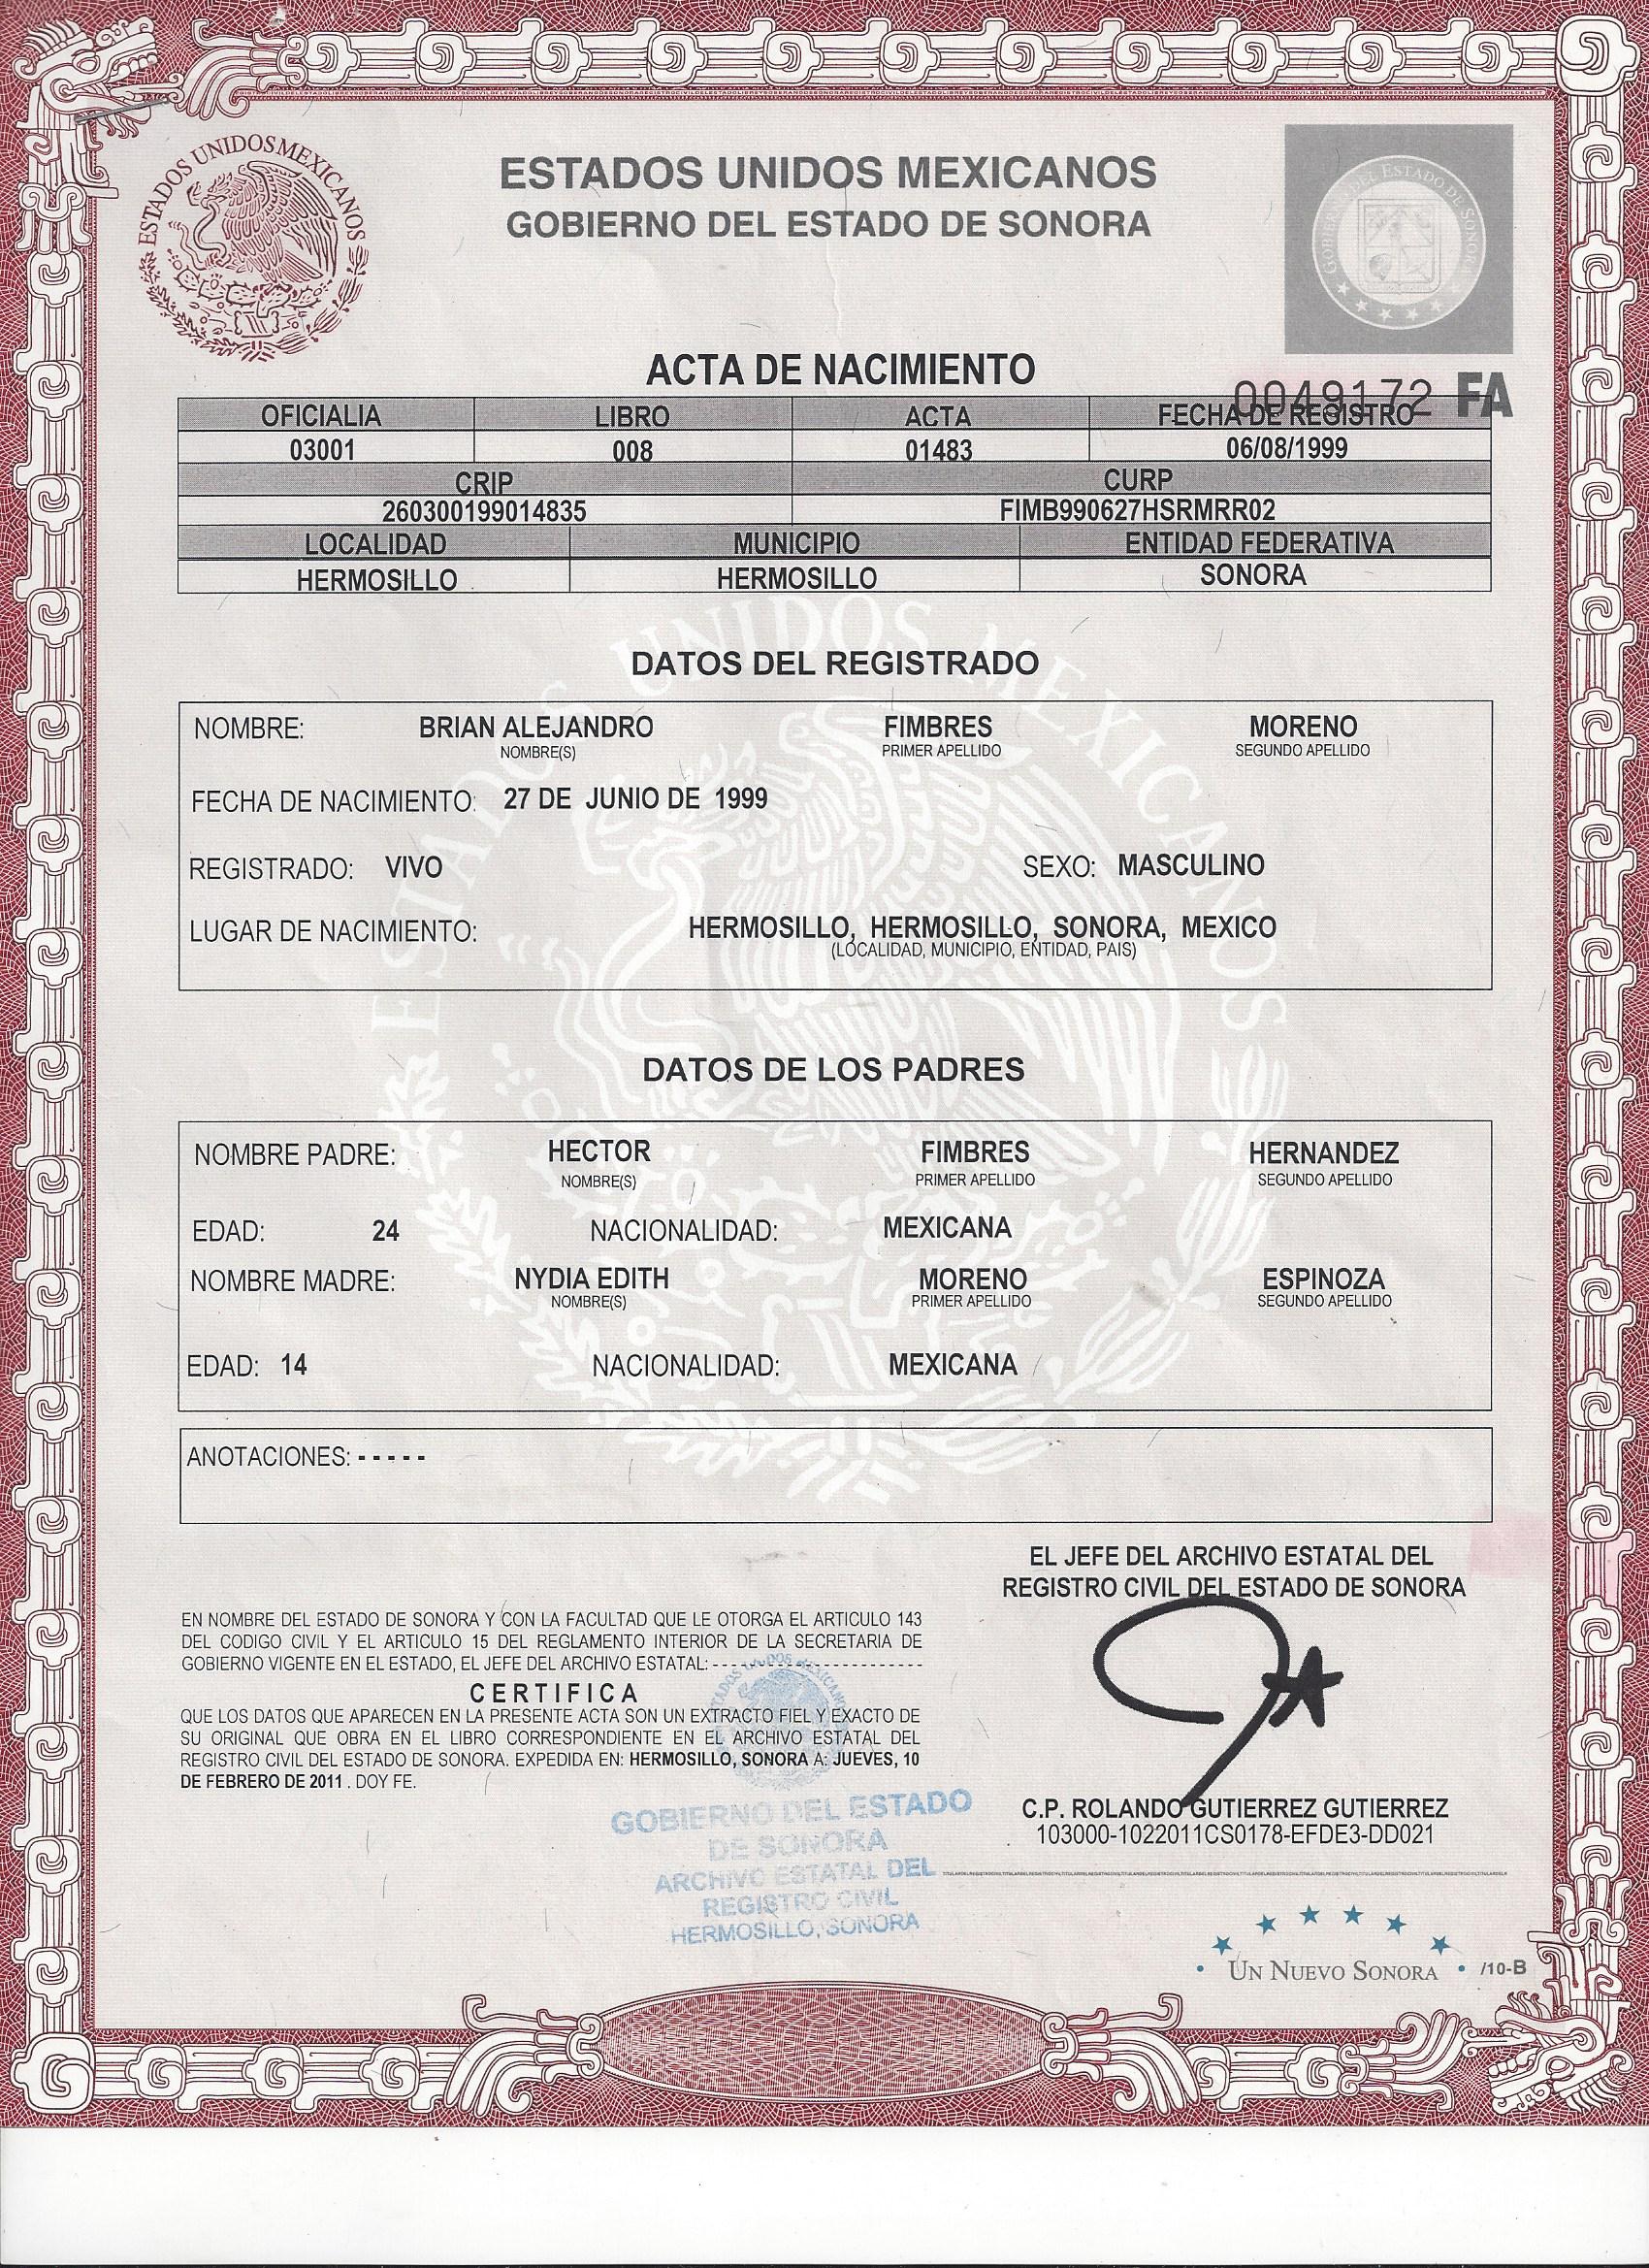 ESTADOS UNIDOS MEXICANOS
ESTADOS UNIDOS MEXICANOS
GOBIERNO DEL ESTADO DE SONORA
GOBIERNO DEL ESTADO DE SONORA
ACTA DE NACIMIENTO
0049172 FA
OFICIALIA LIBRO ACTA FECHA DE REGISTRO
03001 008 01483 06/08/1999
CRIP CURP
260300199014835 FIMB990627HSRMRR02
LOCALIDAD MUNICIPIO ENTIDAD FEDERATIVA
HERMOSILLO HERMOSILLO SONORA
ESTADOS UNIDOS MEXICANOS
DATOS DEL REGISTRADO
NOMBRE: BRIAN ALEJANDRO FIMBRES MORENO
NOMBRE(S) PRIMER APELLIDO SEGUNDO APELLIDO
FECHA DE NACIMIENTO: 27 DE JUNIO DE 1999
REGISTRADO: VIVO SEXO: MASCULINO
LUGAR DE NACIMIENTO: HERMOSILLO, HERMOSILLO, SONORA, MEXICO
(LOCALIDAD, MUNICIPIO, ENTIDAD, PAIS)
DATOS DE LOS PADRES
NOMBRE PADRE: HECTOR FIMBRES HERNANDEZ
NOMBRE(S) PRIMER APELLIDO SEGUNDO APELLIDO
EDAD: 24 NACIONALIDAD: MEXICANA
NOMBRE MADRE: NYDIA EDITH MORENO ESPINOZA
NOMBRE(S) PRIMER APELLIDO SEGUNDO APELLIDO
EDAD: 14 NACIONALIDAD: MEXICANA
ANOTACIONES: - - - - -
EL JEFE DEL ARCHIVO ESTATAL DEL
REGISTRO CIVIL DEL ESTADO DE SONORA
EN NOMBRE DEL ESTADO DE SONORA Y CON LA FACULTAD QUE LE OTORGA EL ARTICULO 143
DEL CODIGO CIVIL Y EL ARTICULO 15 DEL REGLAMENTO INTERIOR DE LA SECRETARIA DE
GOBIERNO VIGENTE EN EL ESTADO, EL JEFE DEL ARCHIVO ESTATAL: - - - - - - - - - - - - - - - - - - - - -
CERTIFICA
QUE LOS DATOS QUE APARECEN EN LA PRESENTE ACTA SON UN EXTRACTO FIEL Y EXACTO DE
SU ORIGINAL QUE OBRA EN EL LIBRO CORRESPONDIENTE EN EL ARCHIVO ESTATAL DEL
REGISTRO CIVIL DEL ESTADO DE SONORA. EXPEDIDA EN: HERMOSILLO, SONORA A: JUEVES, 10
DE FEBRERO DE 2011 . DOY FE.
ESTADOS UNIDOS MEXICANOS
GOBIERNO DEL ESTADO
DE SONORA
ARCHIVO ESTATAL DEL
REGISTRO CIVIL
HERMOSILLO, SONORA
C.P. ROLANDO GUTIERREZ GUTIERREZ
103000-1022011CS0178-EFDE3-DD021
• UN NUEVO SONORA • /10-B